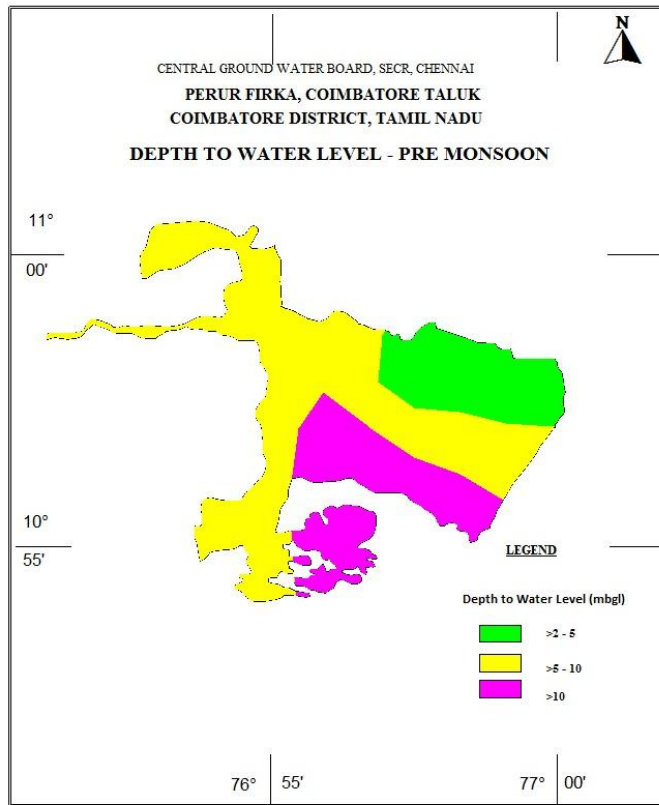 N
CENTRAL GROUND WATER BOARD, SECR, CHENNAI
PERUR FIRKA, COIMBATORE TALUK
COIMBATORE DISTRICT, TAMIL NADU
DEPTH TO WATER LEVEL - PRE MONSOON
11°
00'
10°
55'
LEGEND
Depth to Water Level (mbgl)
>2 - 5
>5 - 10
>10
76° 55' 77° 00'